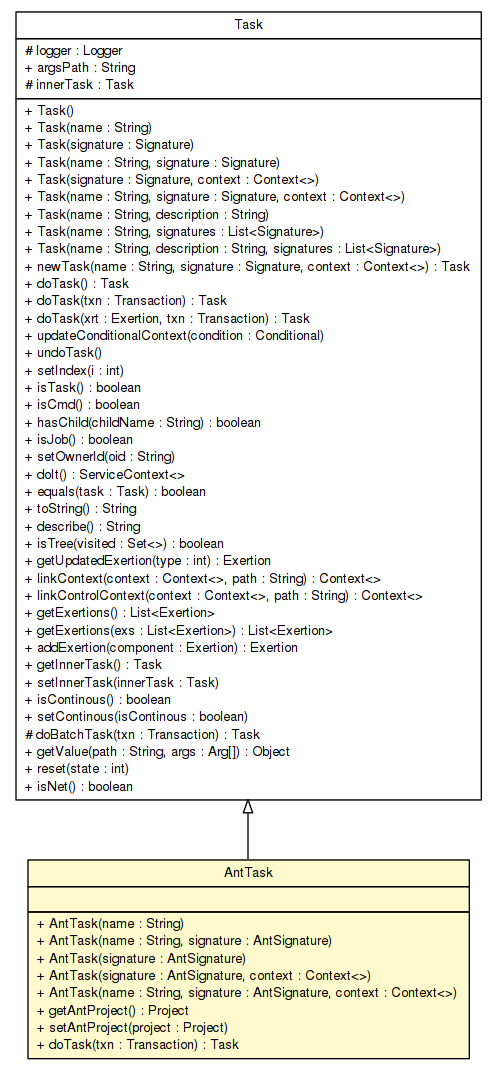 Task
# logger : Logger
+ argsPath : String
# innerTask : Task
+ Task()
+ Task(name : String)
+ Task(signature : Signature)
+ Task(name : String, signature : Signature)
+ Task(signature : Signature, context : Context<>)
+ Task(name : String, signature : Signature, context : Context<>)
+ Task(name : String, description : String)
+ Task(name : String, signatures : List<Signature>)
+ Task(name : String, description : String, signatures : List<Signature>)
+ newTask(name : String, signature : Signature, context : Context<>) : Task
+ doTask() : Task
+ doTask(txn : Transaction) : Task
+ doTask(xrt : Exertion, txn : Transaction) : Task
+ updateConditionalContext(condition : Conditional)
+ undoTask()
+ setIndex(i : int)
+ isTask() : boolean
+ isCmd() : boolean
+ hasChild(childName : String) : boolean
+ isJob() : boolean
+ setOwnerId(oid : String)
+ doIt() : ServiceContext<>
+ equals(task : Task) : boolean
+ toString() : String
+ describe() : String
+ isTree(visited : Set<>) : boolean
+ getUpdatedExertion(type : int) : Exertion
+ linkContext(context : Context<>, path : String) : Context<>
+ linkControlContext(context : Context<>, path : String) : Context<>
+ getExertions() : List<Exertion>
+ getExertions(exs : List<Exertion>) : List<Exertion>
+ addExertion(component : Exertion) : Exertion
+ getInnerTask() : Task
+ setInnerTask(innerTask : Task)
+ isContinous() : boolean
+ setContinous(isContinous : boolean)
# doBatchTask(txn : Transaction) : Task
+ getValue(path : String, args : Arg[]) : Object
+ reset(state : int)
+ isNet() : boolean
AntTask
+ AntTask(name : String)
+ AntTask(name : String, signature : AntSignature)
+ AntTask(signature : AntSignature)
+ AntTask(signature : AntSignature, context : Context<>)
+ AntTask(name : String, signature : AntSignature, context : Context<>)
+ getAntProject() : Project
+ setAntProject(project : Project)
+ doTask(txn : Transaction) : Task